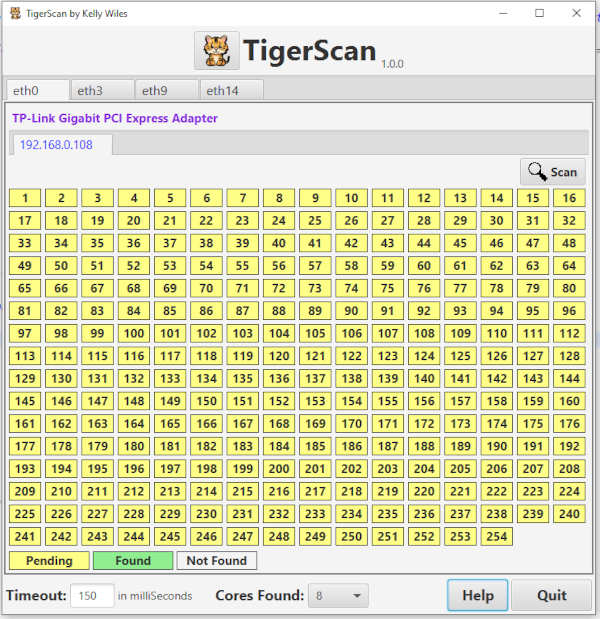 TigerScan by Kelly Wiles
TigerScan 1.0.0
eth0 eth3 eth9 eth14
TP-Link Gigabit PCI Express Adapter
192.168.0.108
Scan
1 2 3 4 5 6 7 8 9 10 11 12 13 14 15 16
17 18 19 20 21 22 23 24 25 26 27 28 29 30 31 32
33 34 35 36 37 38 39 40 41 42 43 44 45 46 47 48
49 50 51 52 53 54 55 56 57 58 59 60 61 62 63 64
65 66 67 68 69 70 71 72 73 74 75 76 77 78 79 80
81 82 83 84 85 86 87 88 89 90 91 92 93 94 95 96
97 98 99 100 101 102 103 104 105 106 107 108 109 110 111 112
113 114 115 116 117 118 119 120 121 122 123 124 125 126 127 128
129 130 131 132 133 134 135 136 137 138 139 140 141 142 143 144
145 146 147 148 149 150 151 152 153 154 155 156 157 158 159 160
161 162 163 164 165 166 167 168 169 170 171 172 173 174 175 176
177 178 179 180 181 182 183 184 185 186 187 188 189 190 191 192
193 194 195 196 197 198 199 200 201 202 203 204 205 206 207 208
209 210 211 212 213 214 215 216 217 218 219 220 221 222 223 224
225 226 227 228 229 230 231 232 233 234 235 236 237 238 239 240
241 242 243 244 245 246 247 248 249 250 251 252 253 254
Pending Found Not Found
Timeout: 150 in milliSeconds Cores Found: 8 Help Quit